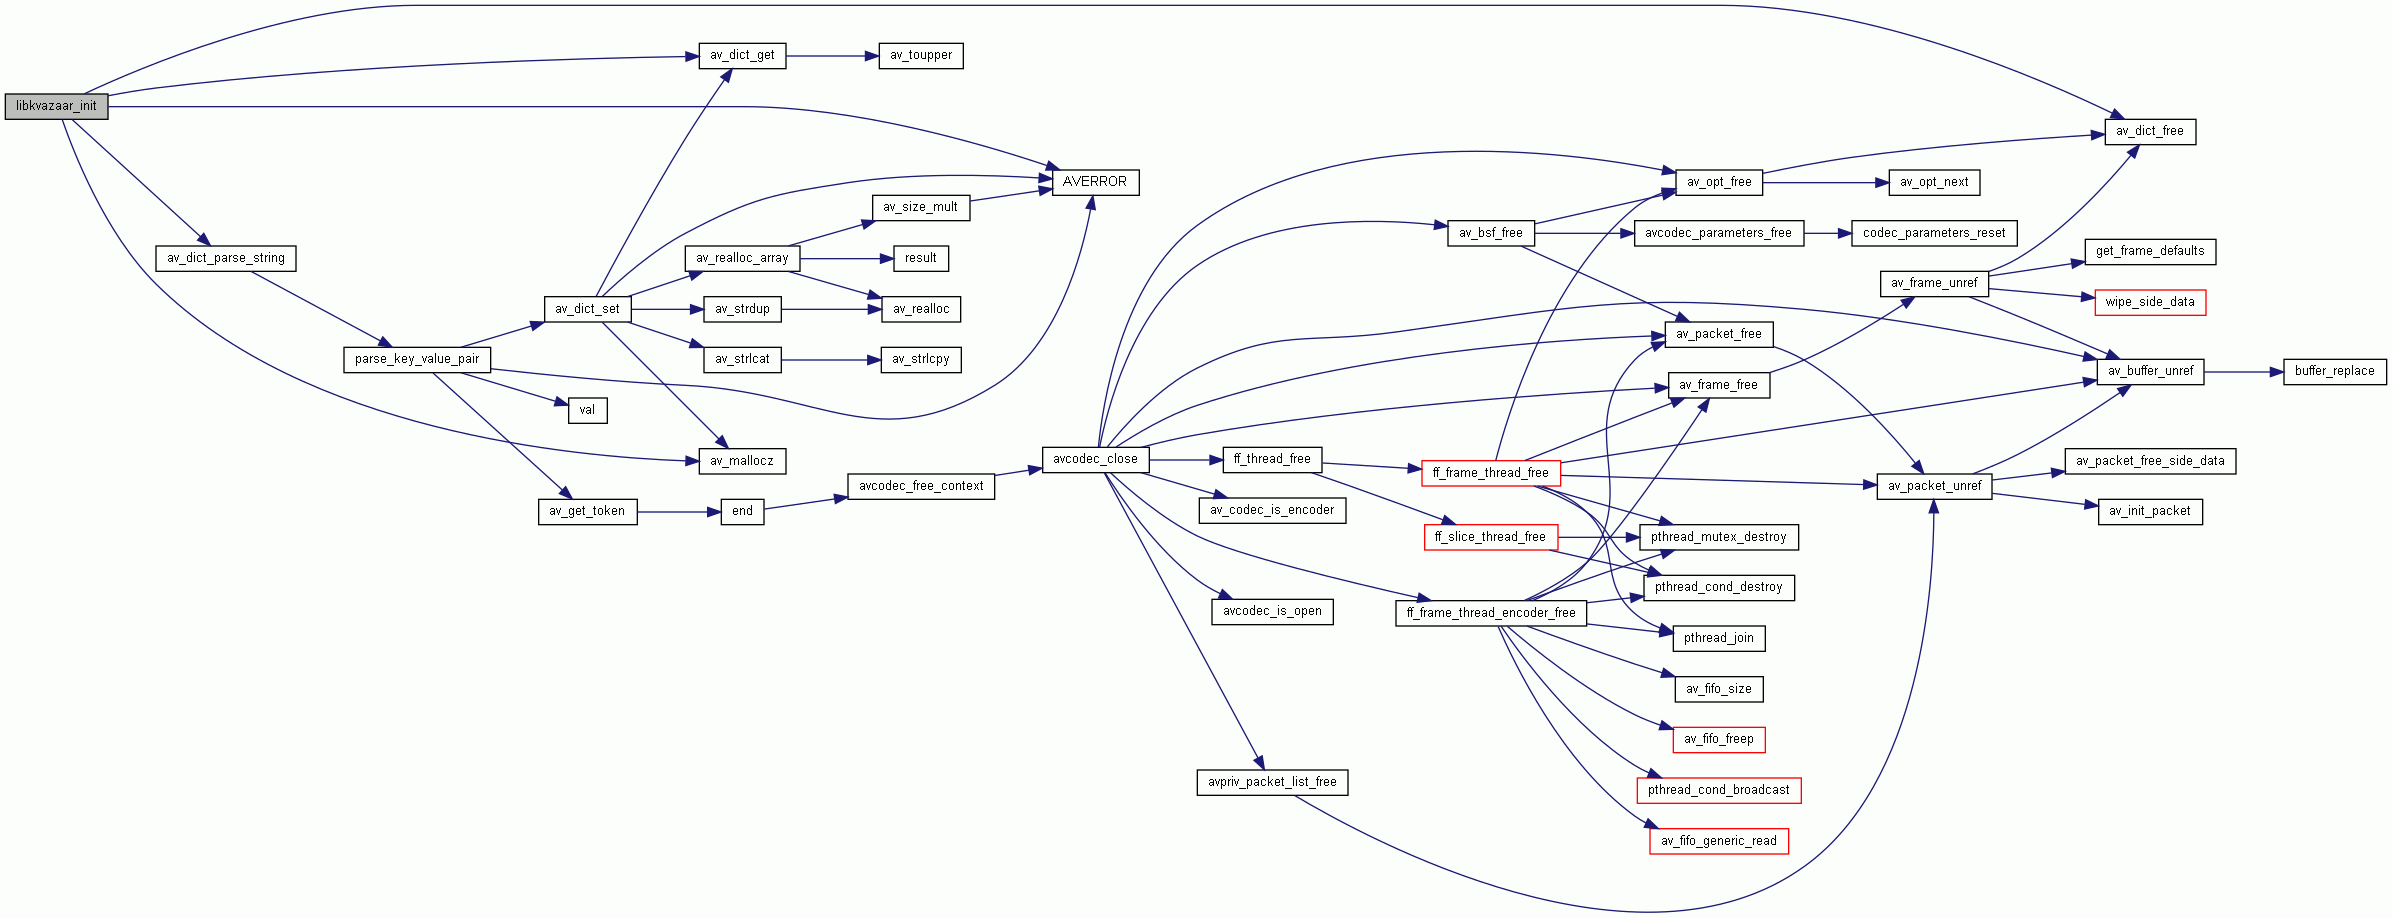 libkvazaar_init
av_dict_parse_string
parse_key_value_pair
av_dict_set
val
av_get_token
av_dict_get
av_realloc_array
av_strdup
av_strlcat
av_mallocz
end
av_toupper
av_size_mult
result
av_realloc
av_strlcpy
avcodec_free_context
AVERROR
avcodec_close
ff_thread_free
av_codec_is_encoder
avcodec_is_open
avpriv_packet_list_free
av_bsf_free
ff_frame_thread_free
ff_slice_thread_free
ff_frame_thread_encoder_free
av_opt_free
avcodec_parameters_free
av_packet_free
av_frame_free
pthread_mutex_destroy
pthread_cond_destroy
pthread_join
av_fifo_size
av_fifo_freep
pthread_cond_broadcast
av_fifo_generic_read
av_opt_next
codec_parameters_reset
av_frame_unref
av_packet_unref
av_dict_free
get_frame_defaults
wipe_side_data
av_buffer_unref
av_packet_free_side_data
av_init_packet
buffer_replace